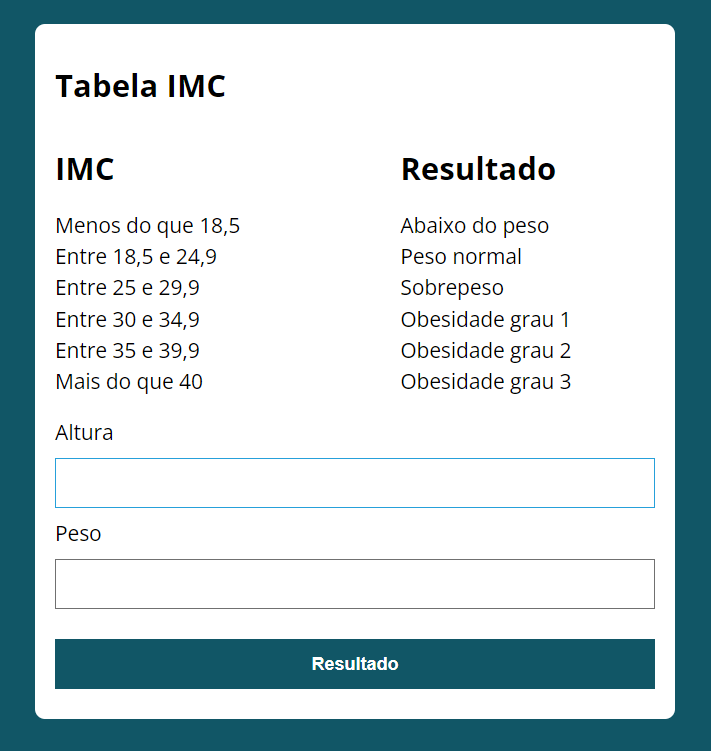 Tabela IMC
IMC Resultado
Menos do que 18,5 Abaixo do peso
Entre 18,5 e 24,9 Peso normal
Entre 25 e 29,9 Sobrepeso
Entre 30 e 34,9 Obesidade grau 1
Entre 35 e 39,9 Obesidade grau 2
Mais do que 40 Obesidade grau 3
Altura
Peso
Resultado